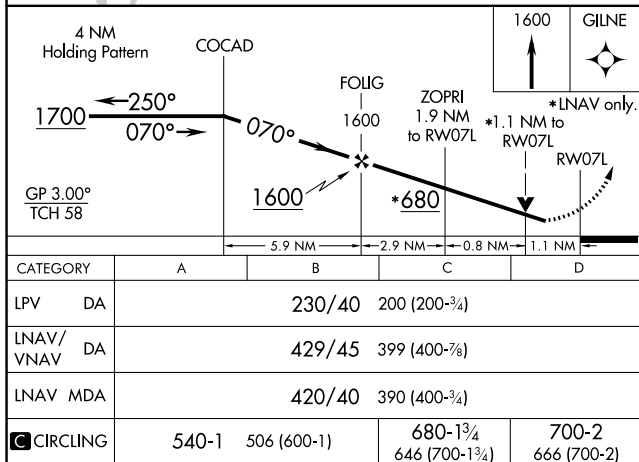 4 NM
Holding Pattern
COCAD
1600
GILNE
FOLIG
1600
ZOPRI
1.9 NM
to RW07L
*LNAV only.
*1.1 NM to
RW07L
RW07L
1700
250°
070°
070°
1600
*680
GP 3.00°
TCH 58
5.9 NM
2.9 NM
0.8 NM
1.1 NM
CATEGORY A B C D
LPV DA 230/40 200 (200-¾)
LNAV/
VNAV DA 429/45 399 (400-⅞)
LNAV MDA 420/40 390 (400-¾)
C CIRCLING 540-1 506 (600-1) 680-1¾ 700-2
646 (700-1¾) 666 (700-2)